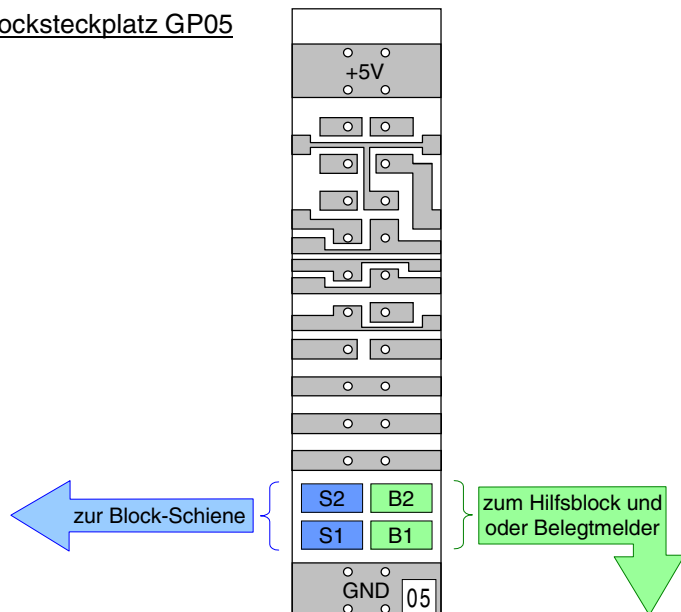 ocksteckplatz GP05
+5V
S2 B2
S1 B1
zur Block-Schiene
zum Hilfsblock und
oder Belegtmelder
GND 05